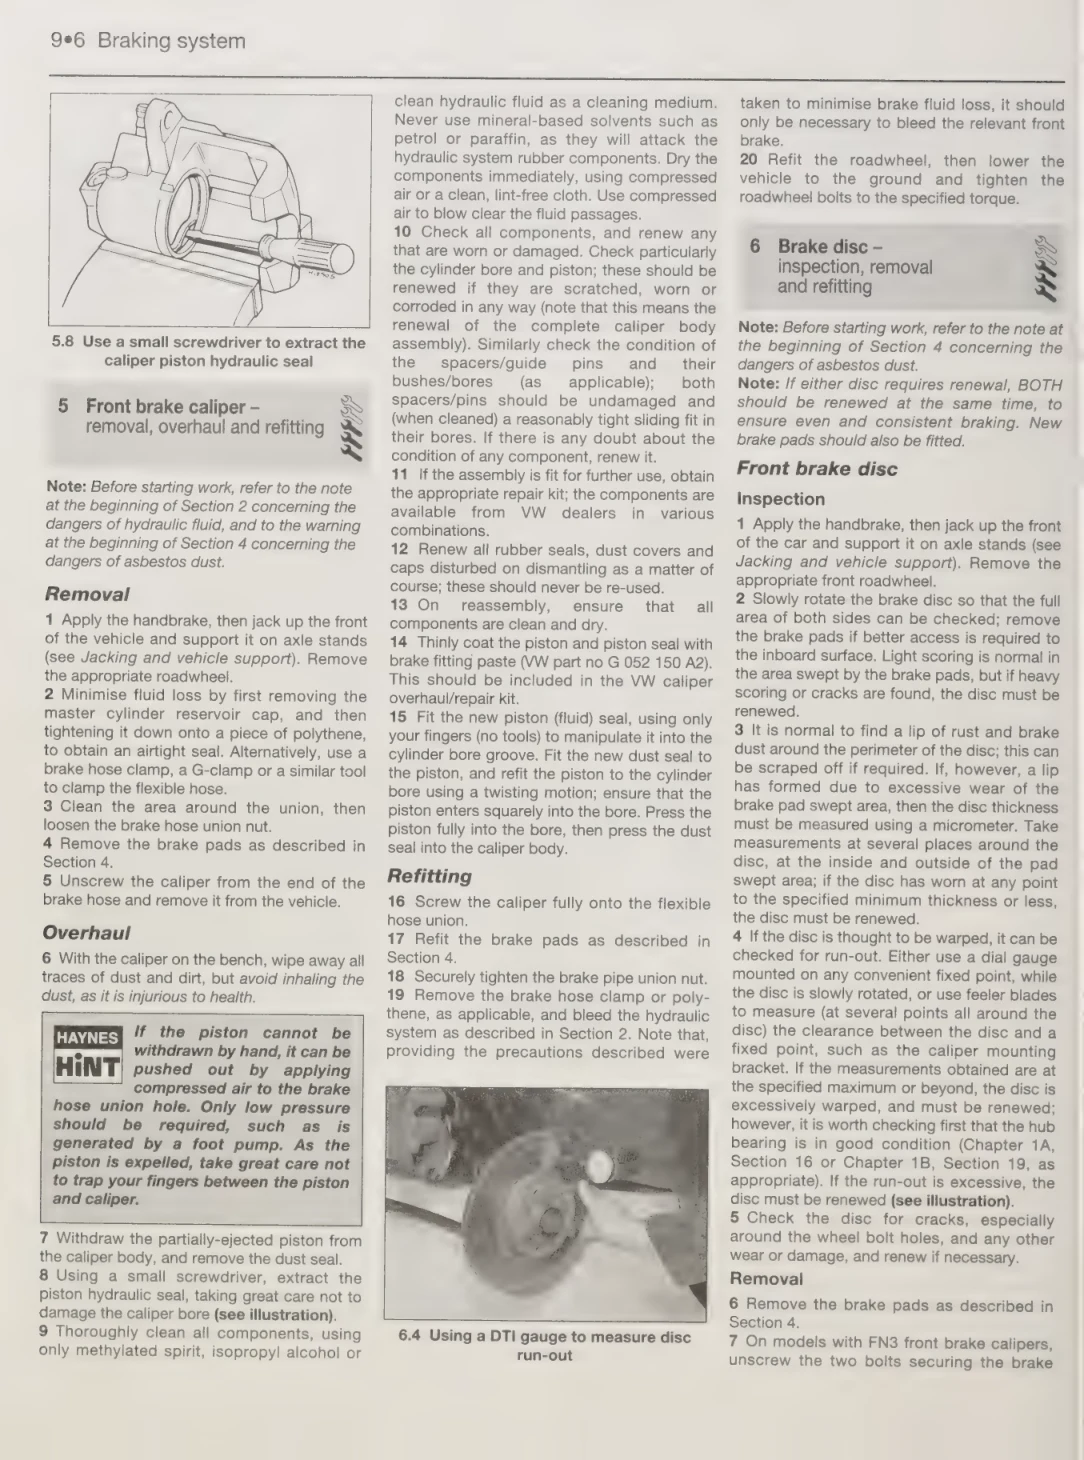 9•6 Braking system
5.8 Use a small screwdriver to extract the
caliper piston hydraulic seal
5 Front brake caliper –
removal, overhaul and refitting
Note: Before starting work, refer to the note
at the beginning of Section 2 concerning the
dangers of hydraulic fluid, and to the warning
at the beginning of Section 4 concerning the
dangers of asbestos dust.
Removal
1 Apply the handbrake, then jack up the front
of the vehicle and support it on axle stands
(see Jacking and vehicle support). Remove
the appropriate roadwheel.
2 Minimise fluid loss by first removing the
master cylinder reservoir cap, and then
tightening it down onto a piece of polythene,
to obtain an airtight seal. Alternatively, use a
brake hose clamp, a G-clamp or a similar tool
to clamp the flexible hose.
3 Clean the area around the union, then
loosen the brake hose union nut.
4 Remove the brake pads as described in
Section 4.
5 Unscrew the caliper from the end of the
brake hose and remove it from the vehicle.
Overhaul
6 With the caliper on the bench, wipe away all
traces of dust and dirt, but avoid inhaling the
dust, as it is injurious to health.
HAYNES
HiNT
If the piston cannot be
withdrawn by hand, it can be
pushed out by applying
compressed air to the brake
hose union hole. Only low pressure
should be required, such as is
generated by a foot pump. As the
piston is expelled, take great care not
to trap your fingers between the piston
and caliper.
7 Withdraw the partially-ejected piston from
the caliper body, and remove the dust seal.
8 Using a small screwdriver, extract the
piston hydraulic seal, taking great care not to
damage the caliper bore (see illustration).
9 Thoroughly clean all components, using
only methylated spirit, isopropyl alcohol or
clean hydraulic fluid as a cleaning medium.
Never use mineral-based solvents such as
petrol or paraffin, as they will attack the
hydraulic system rubber components. Dry the
components immediately, using compressed
air or a clean, lint-free cloth. Use compressed
air to blow clear the fluid passages.
10 Check all components, and renew any
that are worn or damaged. Check particularly
the cylinder bore and piston; these should be
renewed if they are scratched, worn or
corroded in any way (note that this means the
renewal of the complete caliper body
assembly). Similarly check the condition of
the spacers/guide pins and their
bushes/bores (as applicable); both
spacers/pins should be undamaged and
(when cleaned) a reasonably tight sliding fit in
their bores. If there is any doubt about the
condition of any component, renew it.
11 If the assembly is fit for further use, obtain
the appropriate repair kit; the components are
available from VW dealers in various
combinations.
12 Renew all rubber seals, dust covers and
caps disturbed on dismantling as a matter of
course; these should never be re-used.
13 On reassembly, ensure that all
components are clean and dry.
14 Thinly coat the piston and piston seal with
brake fitting paste (VW part no G 052 150 A2).
This should be included in the VW caliper
overhaul/repair kit.
15 Fit the new piston (fluid) seal, using only
your fingers (no tools) to manipulate it into the
cylinder bore groove. Fit the new dust seal to
the piston, and refit the piston to the cylinder
bore using a twisting motion; ensure that the
piston enters squarely into the bore. Press the
piston fully into the bore, then press the dust
seal into the caliper body.
Refitting
16 Screw the caliper fully onto the flexible
hose union.
17 Refit the brake pads as described in
Section 4.
18 Securely tighten the brake pipe union nut.
19 Remove the brake hose clamp or poly-
thene, as applicable, and bleed the hydraulic
system as described in Section 2. Note that,
providing the precautions described were
6.4 Using a DTI gauge to measure disc
run-out
taken to minimise brake fluid loss, it should
only be necessary to bleed the relevant front
brake.
20 Refit the roadwheel, then lower the
vehicle to the ground and tighten the
roadwheel bolts to the specified torque.
6 Brake disc –
inspection, removal
and refitting
Note: Before starting work, refer to the note at
the beginning of Section 4 concerning the
dangers of asbestos dust.
Note: If either disc requires renewal, BOTH
should be renewed at the same time, to
ensure even and consistent braking. New
brake pads should also be fitted.
Front brake disc
Inspection
1 Apply the handbrake, then jack up the front
of the car and support it on axle stands (see
Jacking and vehicle support). Remove the
appropriate front roadwheel.
2 Slowly rotate the brake disc so that the full
area of both sides can be checked; remove
the brake pads if better access is required to
the inboard surface. Light scoring is normal in
the area swept by the brake pads, but if heavy
scoring or cracks are found, the disc must be
renewed.
3 It is normal to find a lip of rust and brake
dust around the perimeter of the disc; this can
be scraped off if required. If, however, a lip
has formed due to excessive wear of the
brake pad swept area, then the disc thickness
must be measured using a micrometer. Take
measurements at several places around the
disc, at the inside and outside of the pad
swept area; if the disc has worn at any point
to the specified minimum thickness or less,
the disc must be renewed.
4 If the disc is thought to be warped, it can be
checked for run-out. Either use a dial gauge
mounted on any convenient fixed point, while
the disc is slowly rotated, or use feeler blades
to measure (at several points all around the
disc) the clearance between the disc and a
fixed point, such as the caliper mounting
bracket. If the measurements obtained are at
the specified maximum or beyond, the disc is
excessively warped, and must be renewed;
however, it is worth checking first that the hub
bearing is in good condition (Chapter 1A,
Section 16 or Chapter 1B, Section 19, as
appropriate). If the run-out is excessive, the
disc must be renewed (see illustration).
5 Check the disc for cracks, especially
around the wheel bolt holes, and any other
wear or damage, and renew if necessary.
Removal
6 Remove the brake pads as described in
Section 4.
7 On models with FN3 front brake calipers,
unscrew the two bolts securing the brake